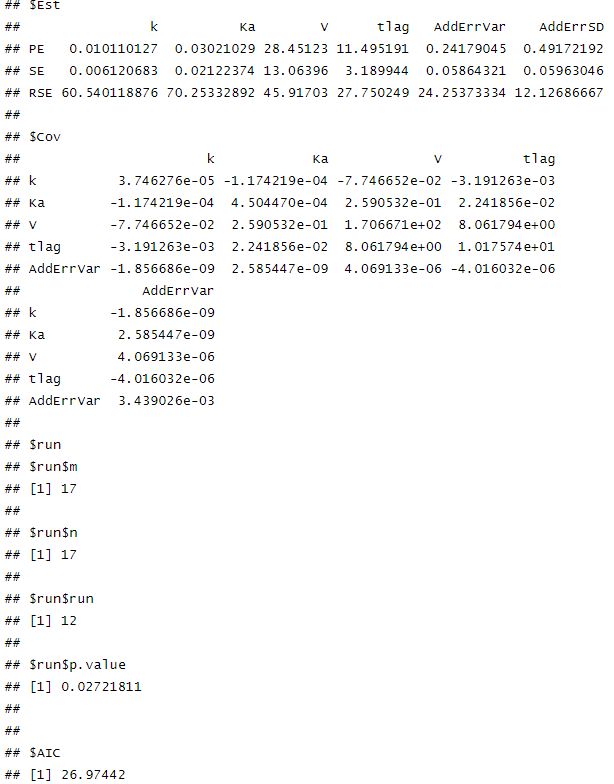 ## $Est
##               k         Ka        V      tlag   AddErrVar    AddErrSD
## PE   0.010110127  0.03021029 28.45123 11.495191  0.24179045  0.49172192
## SE   0.006120683  0.02122374 13.06396  3.189944  0.05864321  0.05963046
## RSE 60.540118876 70.25332892 45.91703 27.750249 24.25373334 12.12686667
##
## $Cov
##                       k            Ka             V          tlag
## k          3.746276e-05 -1.174219e-04 -7.746652e-02 -3.191263e-03
## Ka        -1.174219e-04  4.504470e-04  2.590532e-01  2.241856e-02
## V         -7.746652e-02  2.590532e-01  1.706671e+02  8.061794e+00
## tlag      -3.191263e-03  2.241856e-02  8.061794e+00  1.017574e+01
## AddErrVar -1.856686e-09  2.585447e-09  4.069133e-06 -4.016032e-06
##               AddErrVar
## k         -1.856686e-09
## Ka         2.585447e-09
## V          4.069133e-06
## tlag      -4.016032e-06
## AddErrVar  3.439026e-03
##
## $run
## $run$m
## [1] 17
##
## $run$n
## [1] 17
##
## $run$run
## [1] 12
##
## $run$p.value
## [1] 0.02721811
##
##
## $AIC
## [1] 26.97442